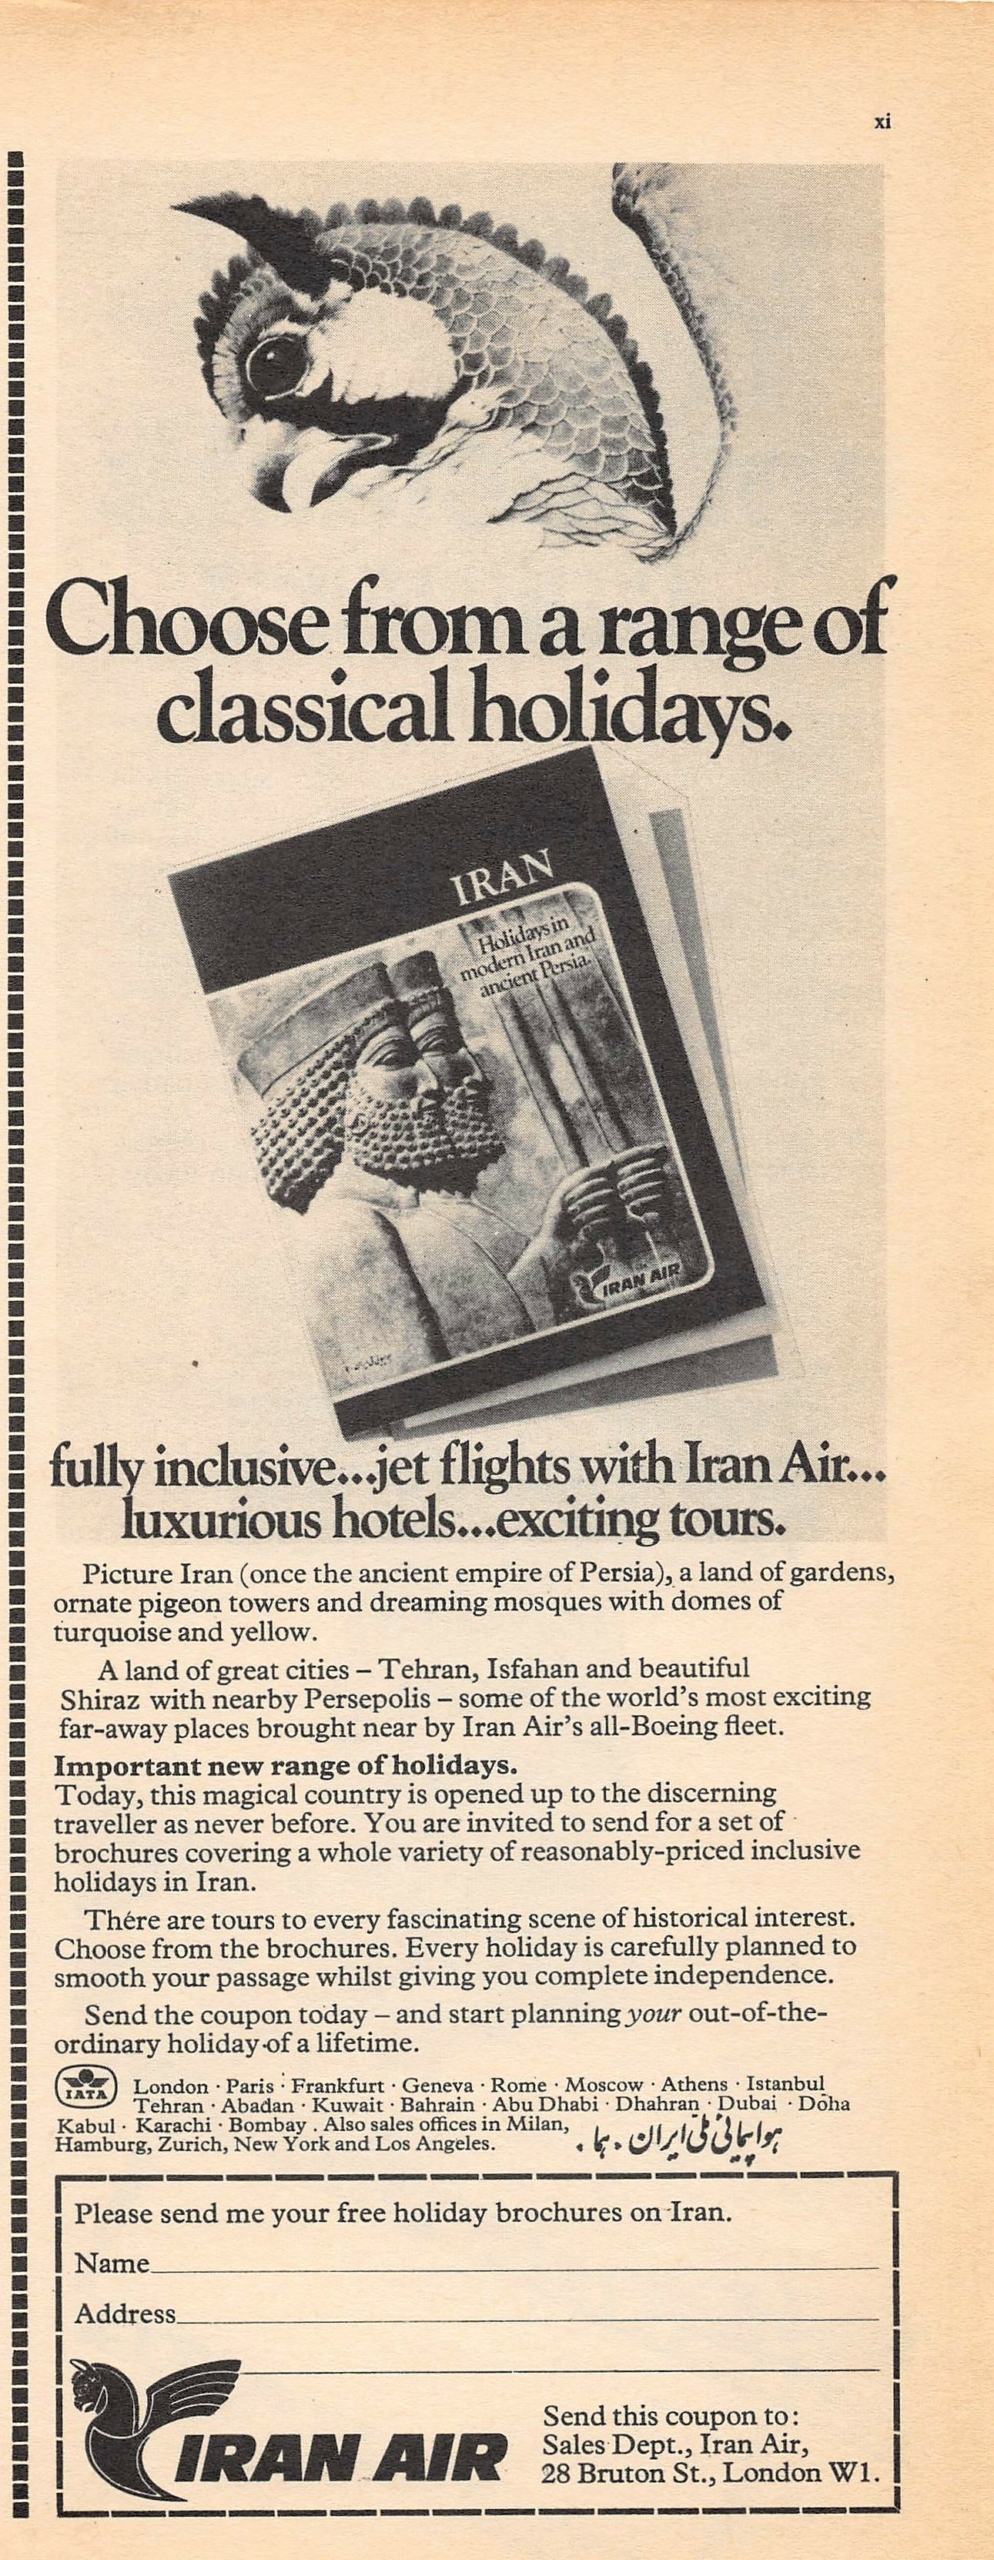 xi
Choose from a range of
classical holidays.
IRAN
Holidays in
modern Iran and
ancient Persia.
IRAN AIR
fully inclusive...jet flights with Iran Air...
luxurious hotels...exciting tours.
Picture Iran (once the ancient empire of Persia), a land of gardens,
ornate pigeon towers and dreaming mosques with domes of
turquoise and yellow.
A land of great cities – Tehran, Isfahan and beautiful
Shiraz with nearby Persepolis – some of the world's most exciting
far-away places brought near by Iran Air's all-Boeing fleet.
Important new range of holidays.
Today, this magical country is opened up to the discerning
traveller as never before. You are invited to send for a set of
brochures covering a whole variety of reasonably-priced inclusive
holidays in Iran.
There are tours to every fascinating scene of historical interest.
Choose from the brochures. Every holiday is carefully planned to
smooth your passage whilst giving you complete independence.
Send the coupon today – and start planning your out-of-the-
ordinary holiday of a lifetime.
IATA
London · Paris · Frankfurt · Geneva · Rome · Moscow · Athens · Istanbul
Tehran · Abadan · Kuwait · Bahrain · Abu Dhabi · Dhahran · Dubai · Doha
Kabul · Karachi · Bombay . Also sales offices in Milan,
Hamburg, Zurich, New York and Los Angeles.
هواپیمائی ملی ایران . هما .
Please send me your free holiday brochures on Iran.
Name
Address
IRAN AIR
Send this coupon to:
Sales Dept., Iran Air,
28 Bruton St., London W1.